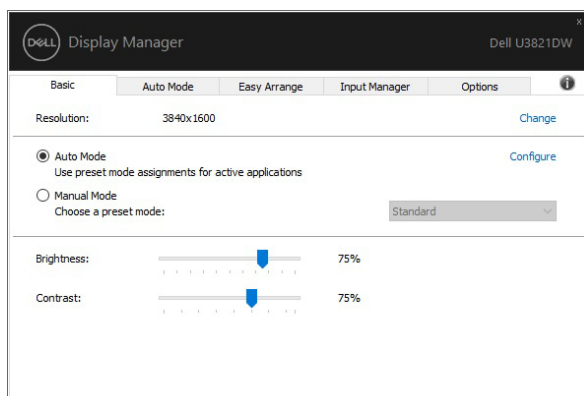 x
DELL Display Manager Dell U3821DW
Basic Auto Mode Easy Arrange Input Manager Options i
Resolution: 3840x1600 Change
Auto Mode Configure
Use preset mode assignments for active applications
Manual Mode
Choose a preset mode: Standard
Brightness: 75%
Contrast: 75%